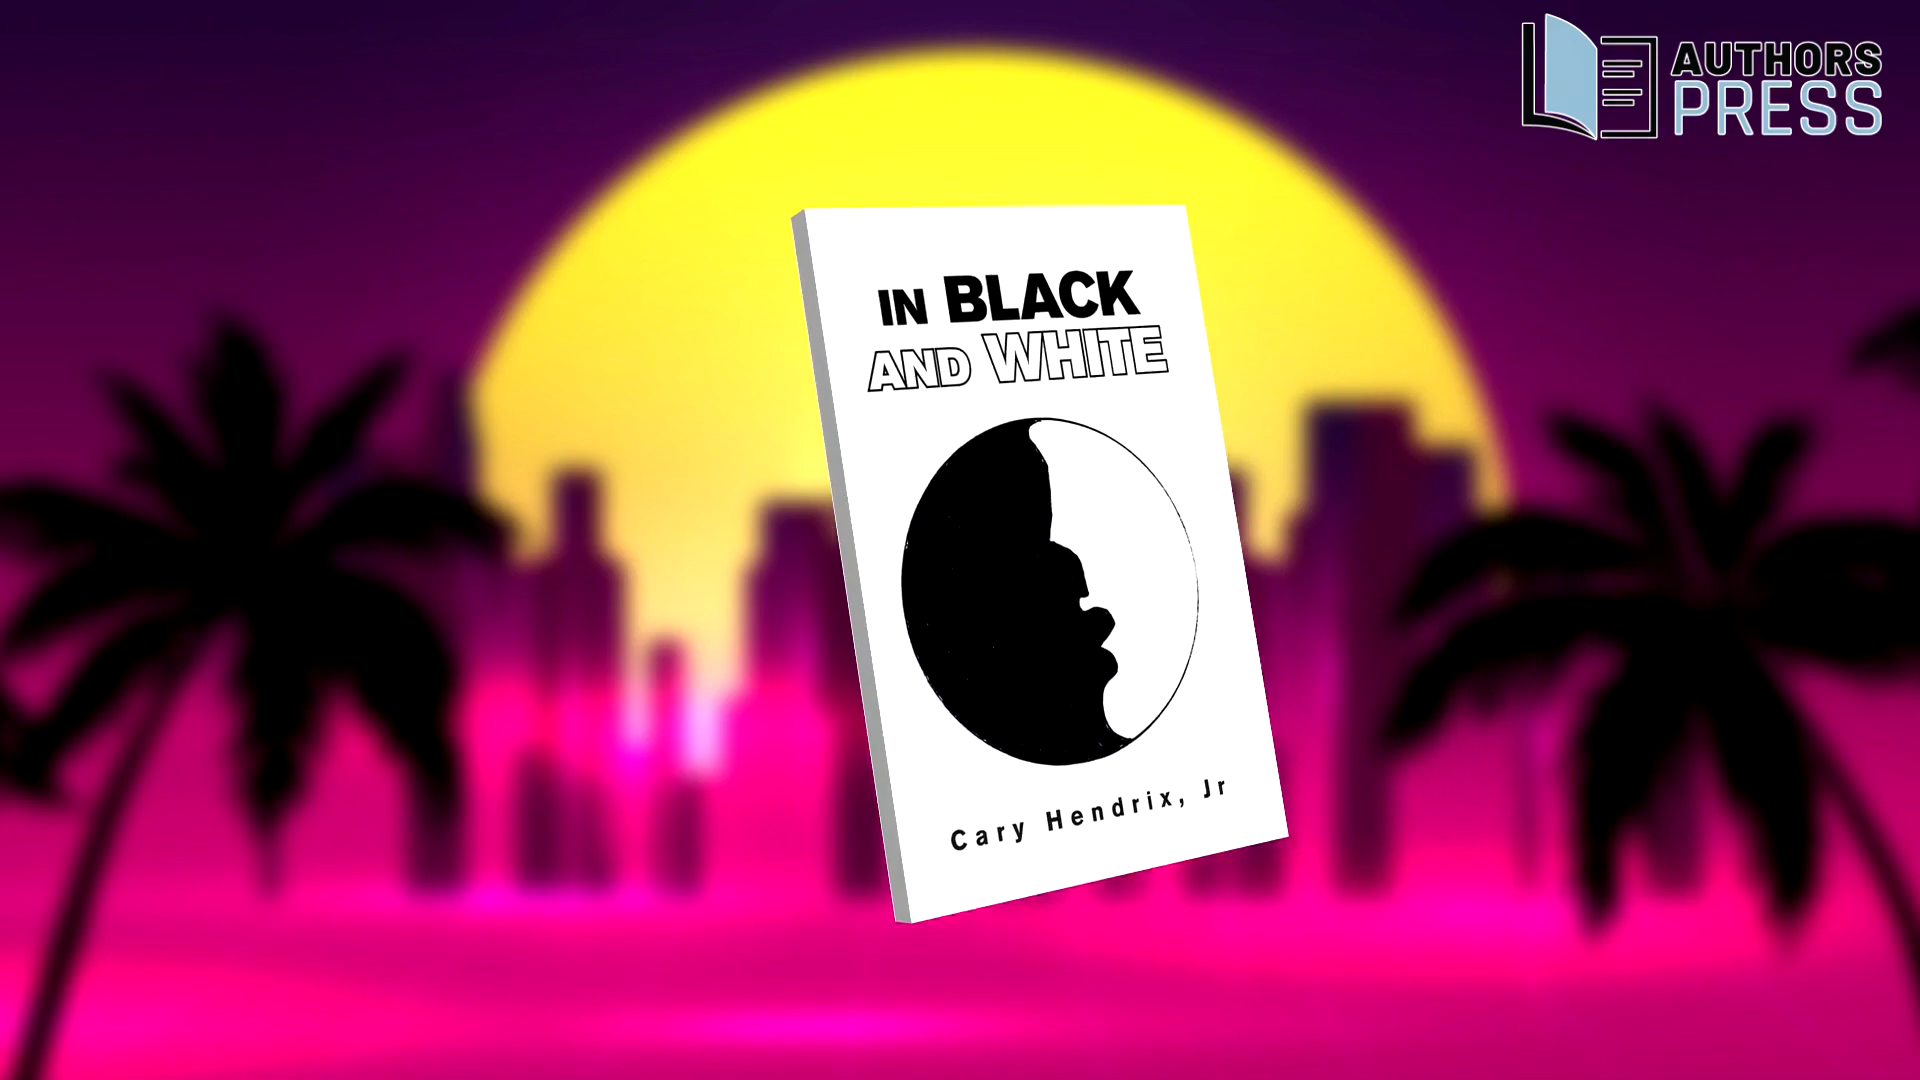 AUTHORS
PRESS
IN BLACK
AND WHITE
Cary Hendrix, Jr